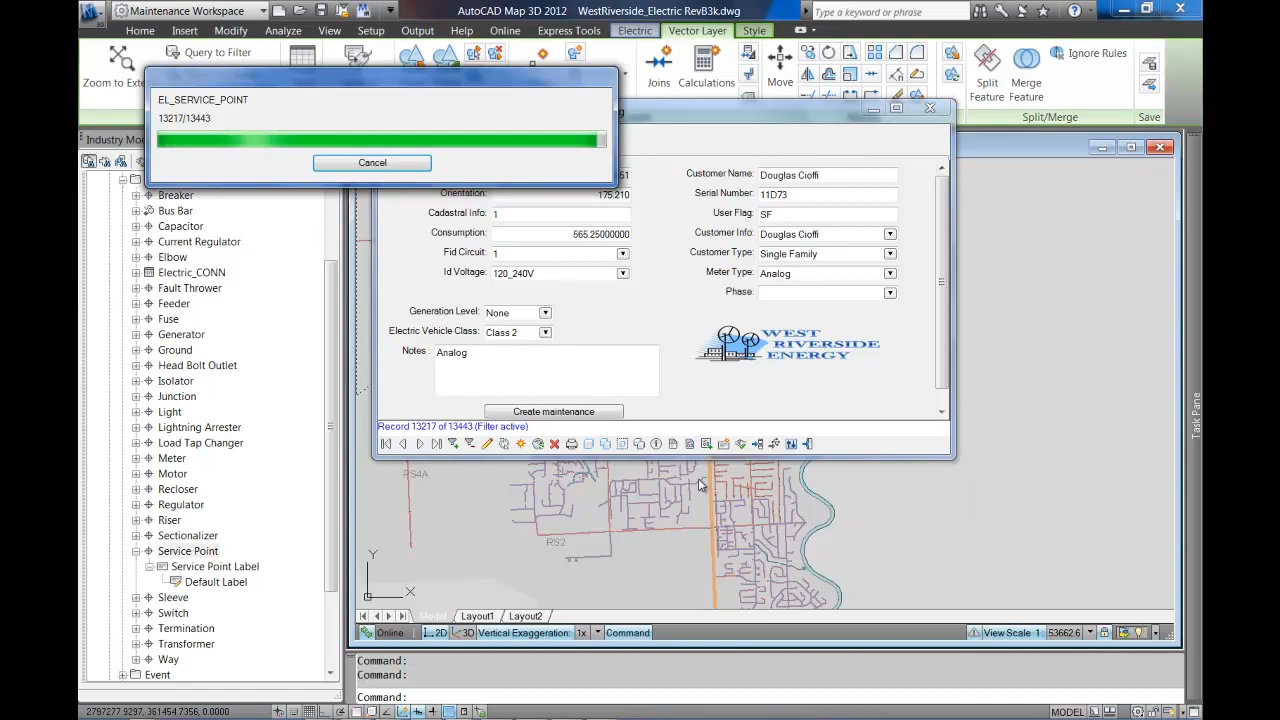 Maintenance Workspace
AutoCAD Map 3D 2012 WestRiverside_Electric RevB3k.dwg
Type a keyword or phrase
Home Insert Modify Analyze View Setup Output Help Online Express Tools Electric Vector Layer Style
Query to Filter
Zoom to Exte
Joins
Calculations
Move
Split Feature
Merge Feature
Ignore Rules
Split/Merge
Save
EL_SERVICE_POINT
13217/13443
Cancel
Industry Mode
Breaker
Bus Bar
Capacitor
Current Regulator
Elbow
Electric_CONN
Fault Thrower
Feeder
Fuse
Generator
Ground
Head Bolt Outlet
Isolator
Junction
Light
Lightning Arrester
Load Tap Changer
Meter
Motor
Recloser
Regulator
Riser
Sectionalizer
Service Point
Service Point Label
Default Label
Sleeve
Switch
Termination
Transformer
Way
Event
51
Orientation: 175.210
Cadastral Info: 1
Consumption: 565.25000000
Fid Circuit: 1
Id Voltage: 120_240V
Generation Level: None
Electric Vehicle Class: Class 2
Notes : Analog
Customer Name: Douglas Cioffi
Serial Number: 11D73
User Flag: SF
Customer Info: Douglas Cioffi
Customer Type: Single Family
Meter Type: Analog
Phase:
WEST
RIVERSIDE
ENERGY
Create maintenance
Record 13217 of 13443 (Filter active)
RS4A
RS2
Y
X
Model Layout1 Layout2
Online 2D 3D Vertical Exaggeration: 1x Command View Scale 1 : 53662.6
Command:
Command:
Command:
Task Pane
2797277.9297, 361454.7356, 0.0000
MODEL